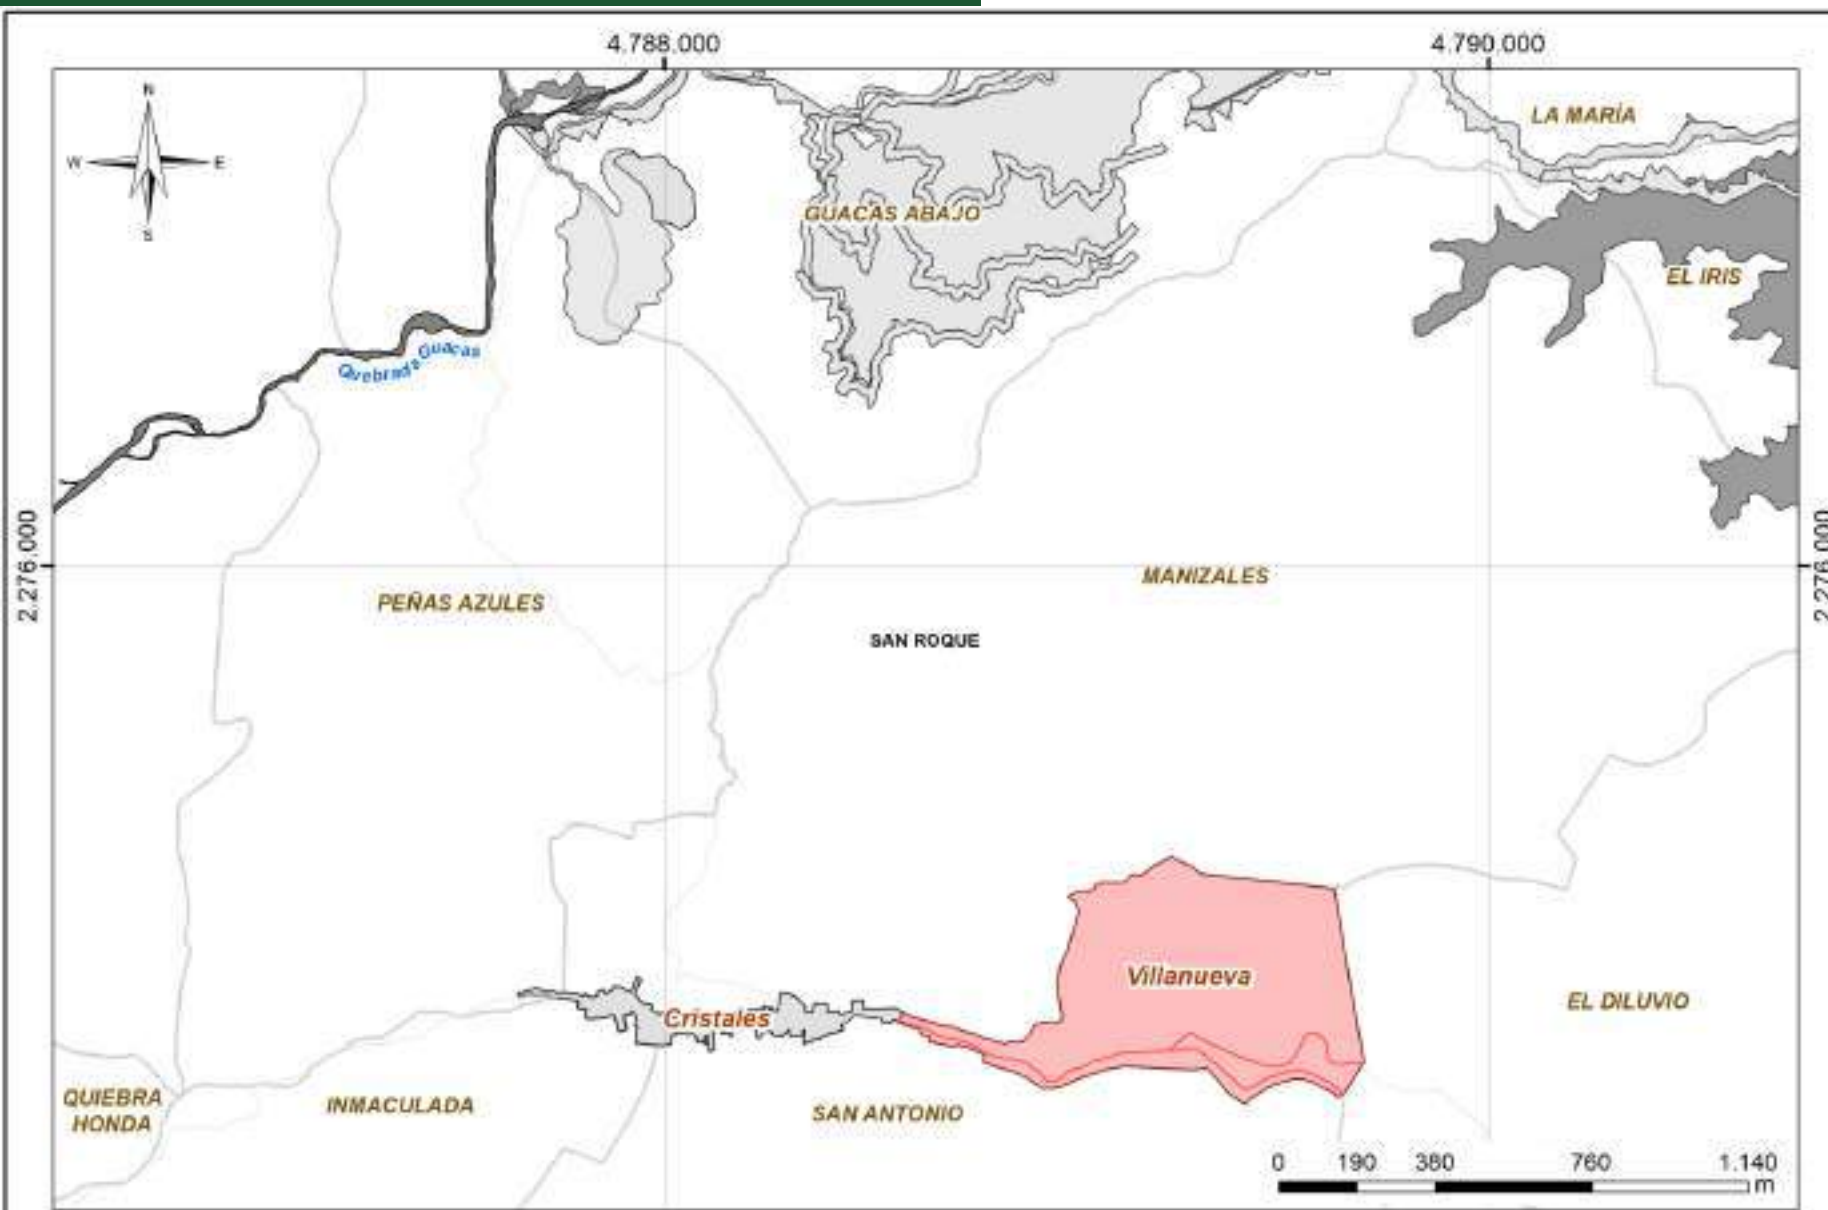 4.788.000
4.790.000
N
W
E
S
LA MARÍA
GUACAS ABAJO
EL IRIS
Quebrada Guacas
2.276.000
2.276.000
MANIZALES
PEÑAS AZULES
SAN ROQUE
Villanueva
EL DILUVIO
Cristales
QUIEBRA
HONDA
INMACULADA
SAN ANTONIO
0 190 380 760 1.140
m